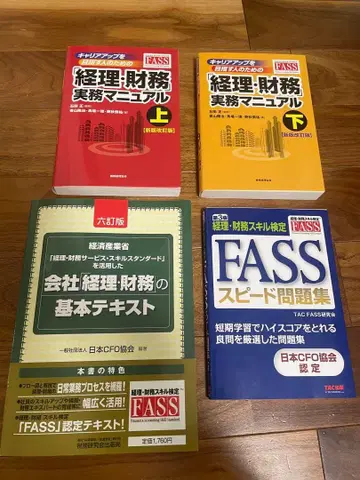 キャリアアップを
目指す人のための
FASS
「経理・財務」
実務マニュアル
上
【新版改訂版】
キャリアアップを
目指す人のための
FASS
「経理・財務」
実務マニュアル
下
【新版改訂版】
六訂版
経済産業省
「経理・財務サービス・スキルスタンダード」
を活用した
会社「経理・財務」の
基本テキスト
一般社団法人 日本CFO協会
本書の特色
日常業務プロセスを網羅!
幅広く活用!
「FASS」認定テキスト!
経理・財務スキル検定
FASS
定価1,760円
第3版
経理・財務スキル検定
経理・財務スキル検定
FASS
FASS
スピード問題集
TAC FASS研究会
短期学習でハイスコアをとれる
良問を厳選した問題集
日本CFO協会
認定
TAC出版